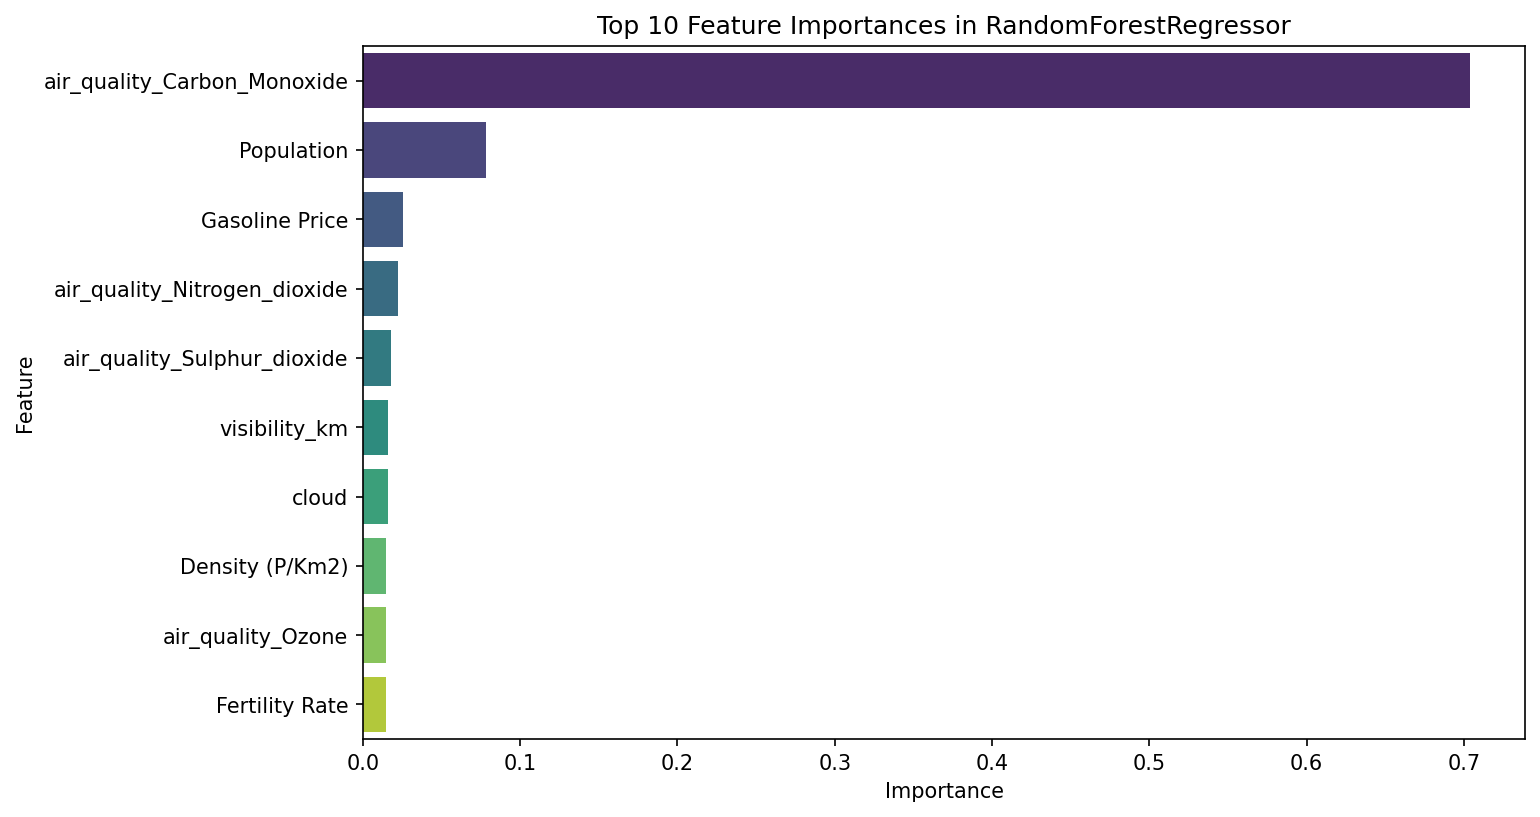 Top 10 Feature Importances in RandomForestRegressor
Feature
air_quality_Carbon_Monoxide
Population
Gasoline Price
air_quality_Nitrogen_dioxide
air_quality_Sulphur_dioxide
visibility_km
cloud
Density (P/Km2)
air_quality_Ozone
Fertility Rate
0.0 0.1 0.2 0.3 0.4 0.5 0.6 0.7
Importance